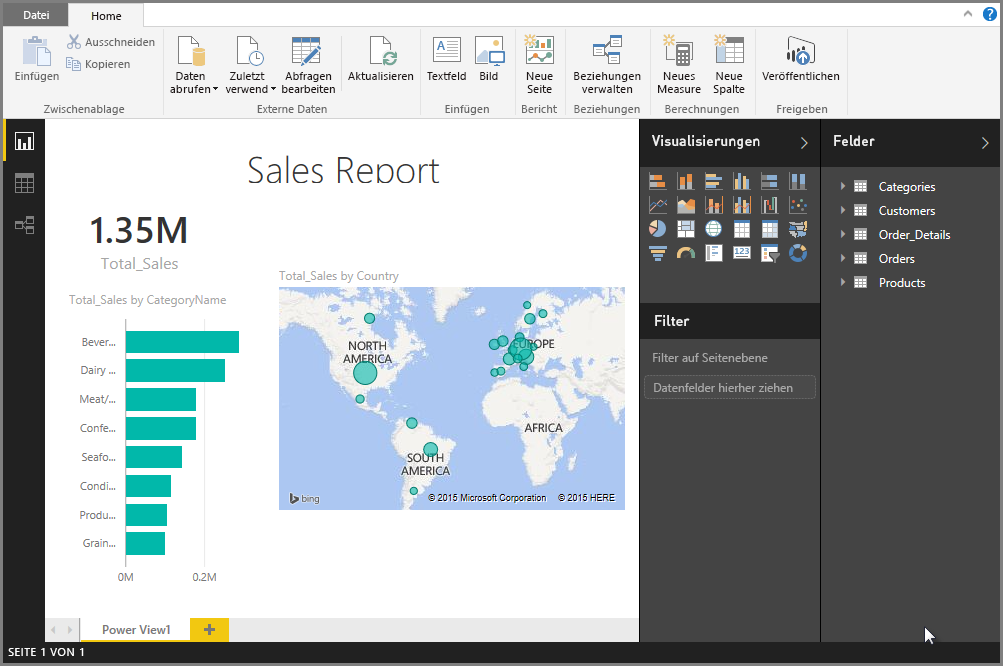 Datei
Home
Einfügen
Ausschneiden
Kopieren
Zwischenablage
Daten
abrufen
Zuletzt
verwend
Abfragen
bearbeiten
Aktualisieren
Externe Daten
Textfeld
Bild
Einfügen
Neue
Seite
Bericht
Beziehungen
verwalten
Beziehungen
Neues
Measure
Neue
Spalte
Berechnungen
Veröffentlichen
Freigeben
Sales Report
1.35M
Total_Sales
Total_Sales by CategoryName
Bever...
Dairy ...
Meat/...
Confe...
Seafo...
Condi...
Produ...
Grain...
0M
0.2M
Total_Sales by Country
NORTH
AMERICA
EUROPE
AFRICA
SOUTH
AMERICA
bing
© 2015 Microsoft Corporation
© 2015 HERE
Visualisierungen
123
Filter
Filter auf Seitenebene
Datenfelder hierher ziehen
Felder
Categories
Customers
Order_Details
Orders
Products
Power View1
SEITE 1 VON 1